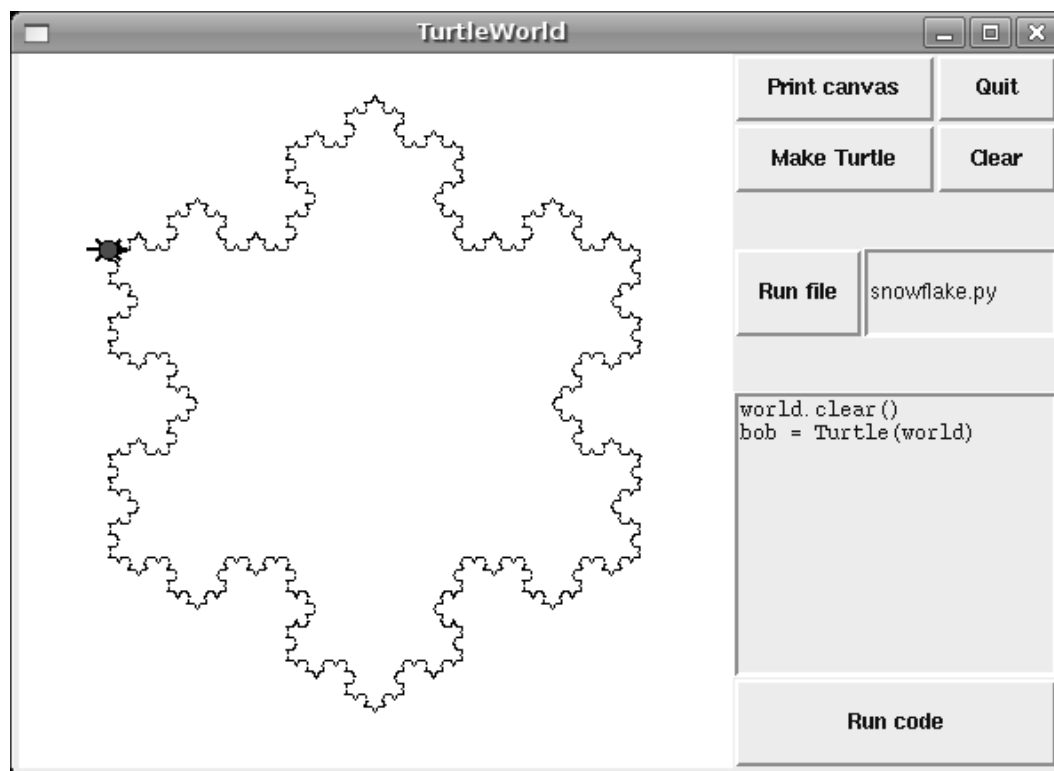 TurtleWorld
Print canvas
Quit
Make Turtle
Clear
Run file
snowflake.py
world.clear()
bob = Turtle(world)
Run code